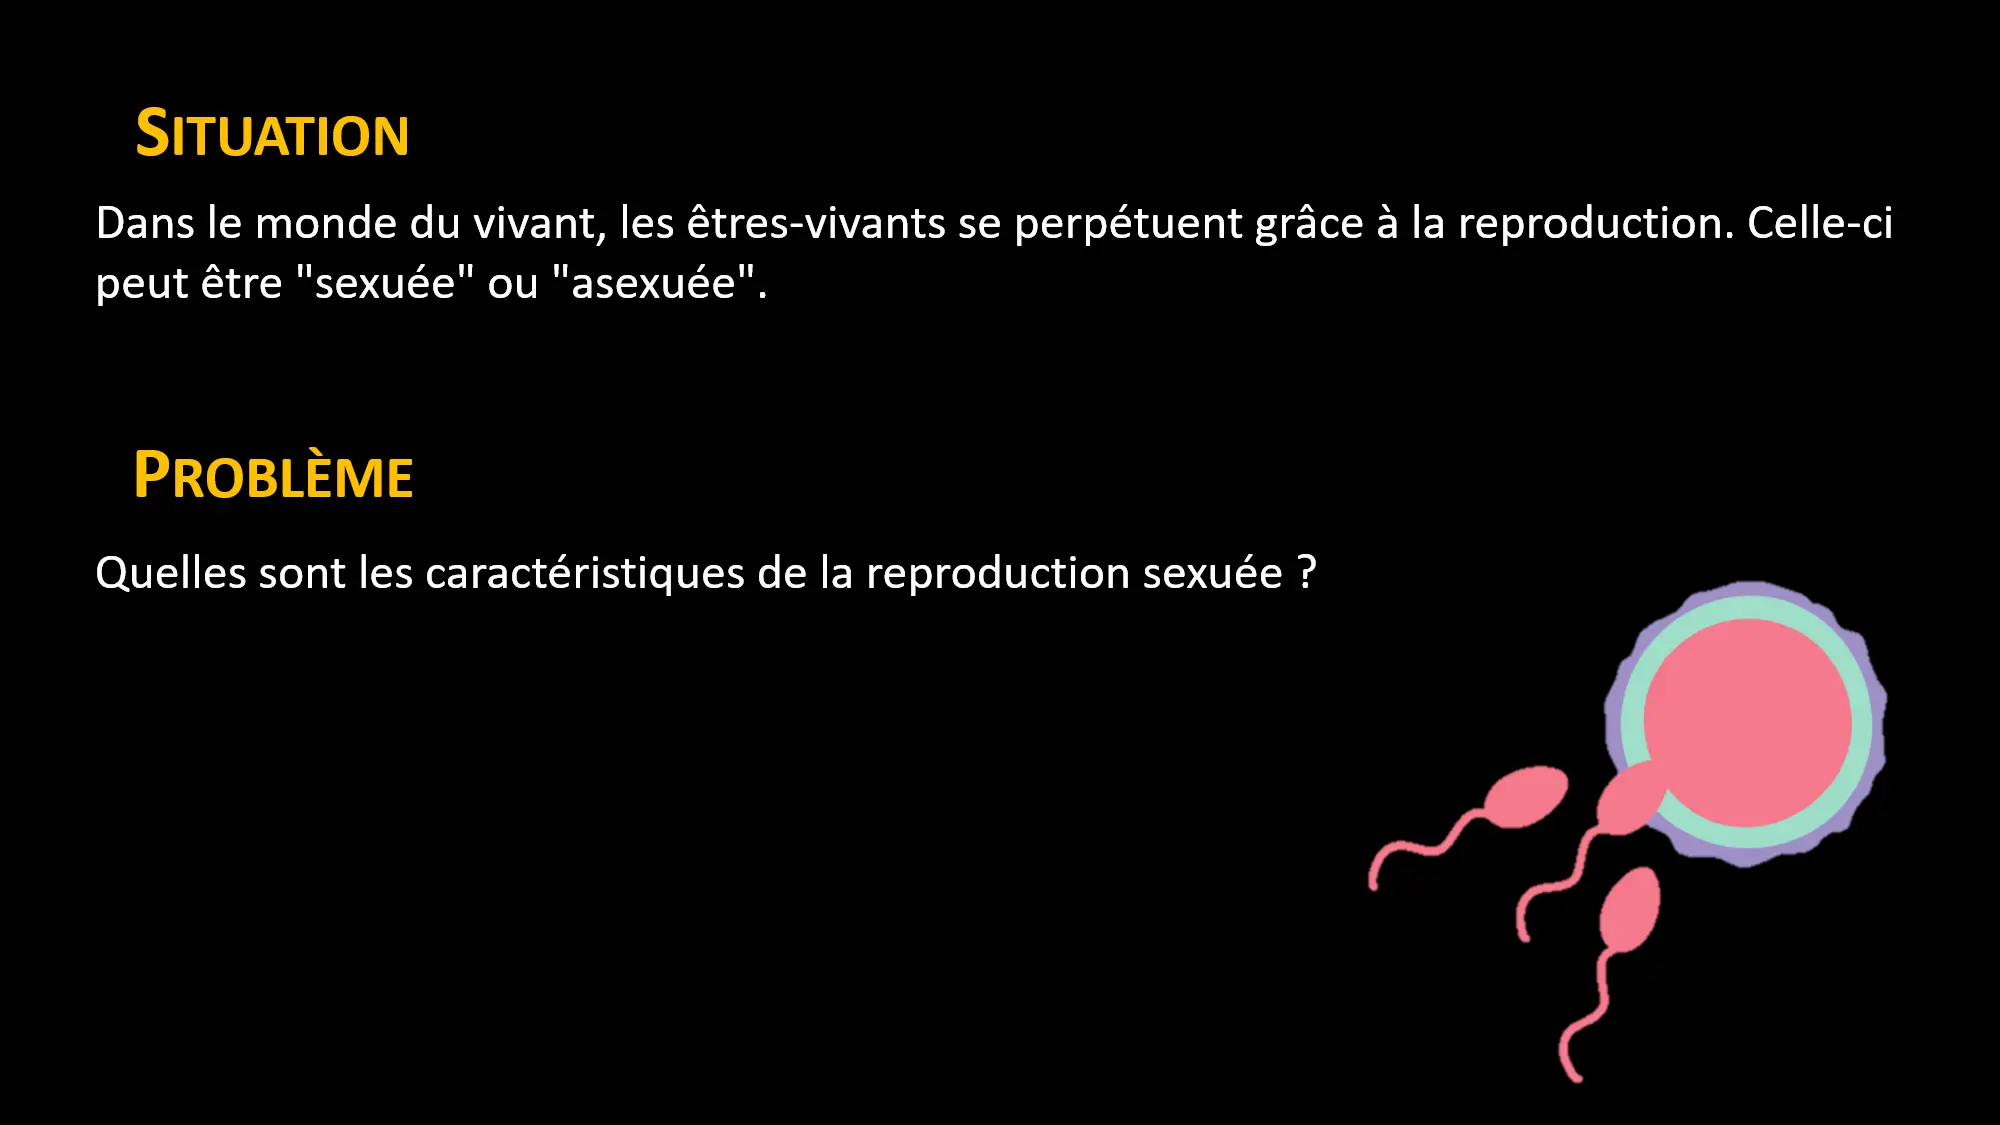 SITUATION
Dans le monde du vivant, les êtres-vivants se perpétuent grâce à la reproduction. Celle-ci
peut être "sexuée" ou "asexuée".
PROBLÈME
Quelles sont les caractéristiques de la reproduction sexuée ?